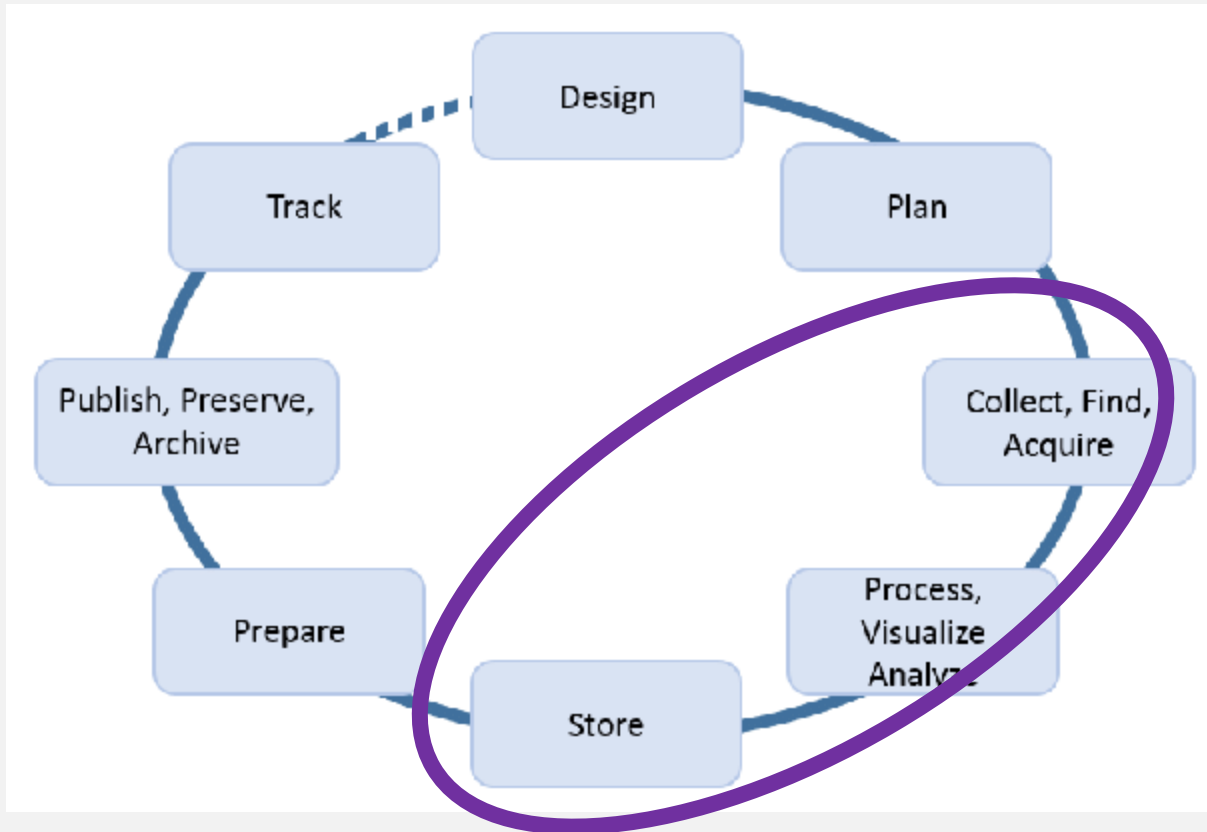 Design
Plan
Collect, Find,
Acquire
Process,
Visualize
Analyze
Store
Prepare
Publish, Preserve,
Archive
Track